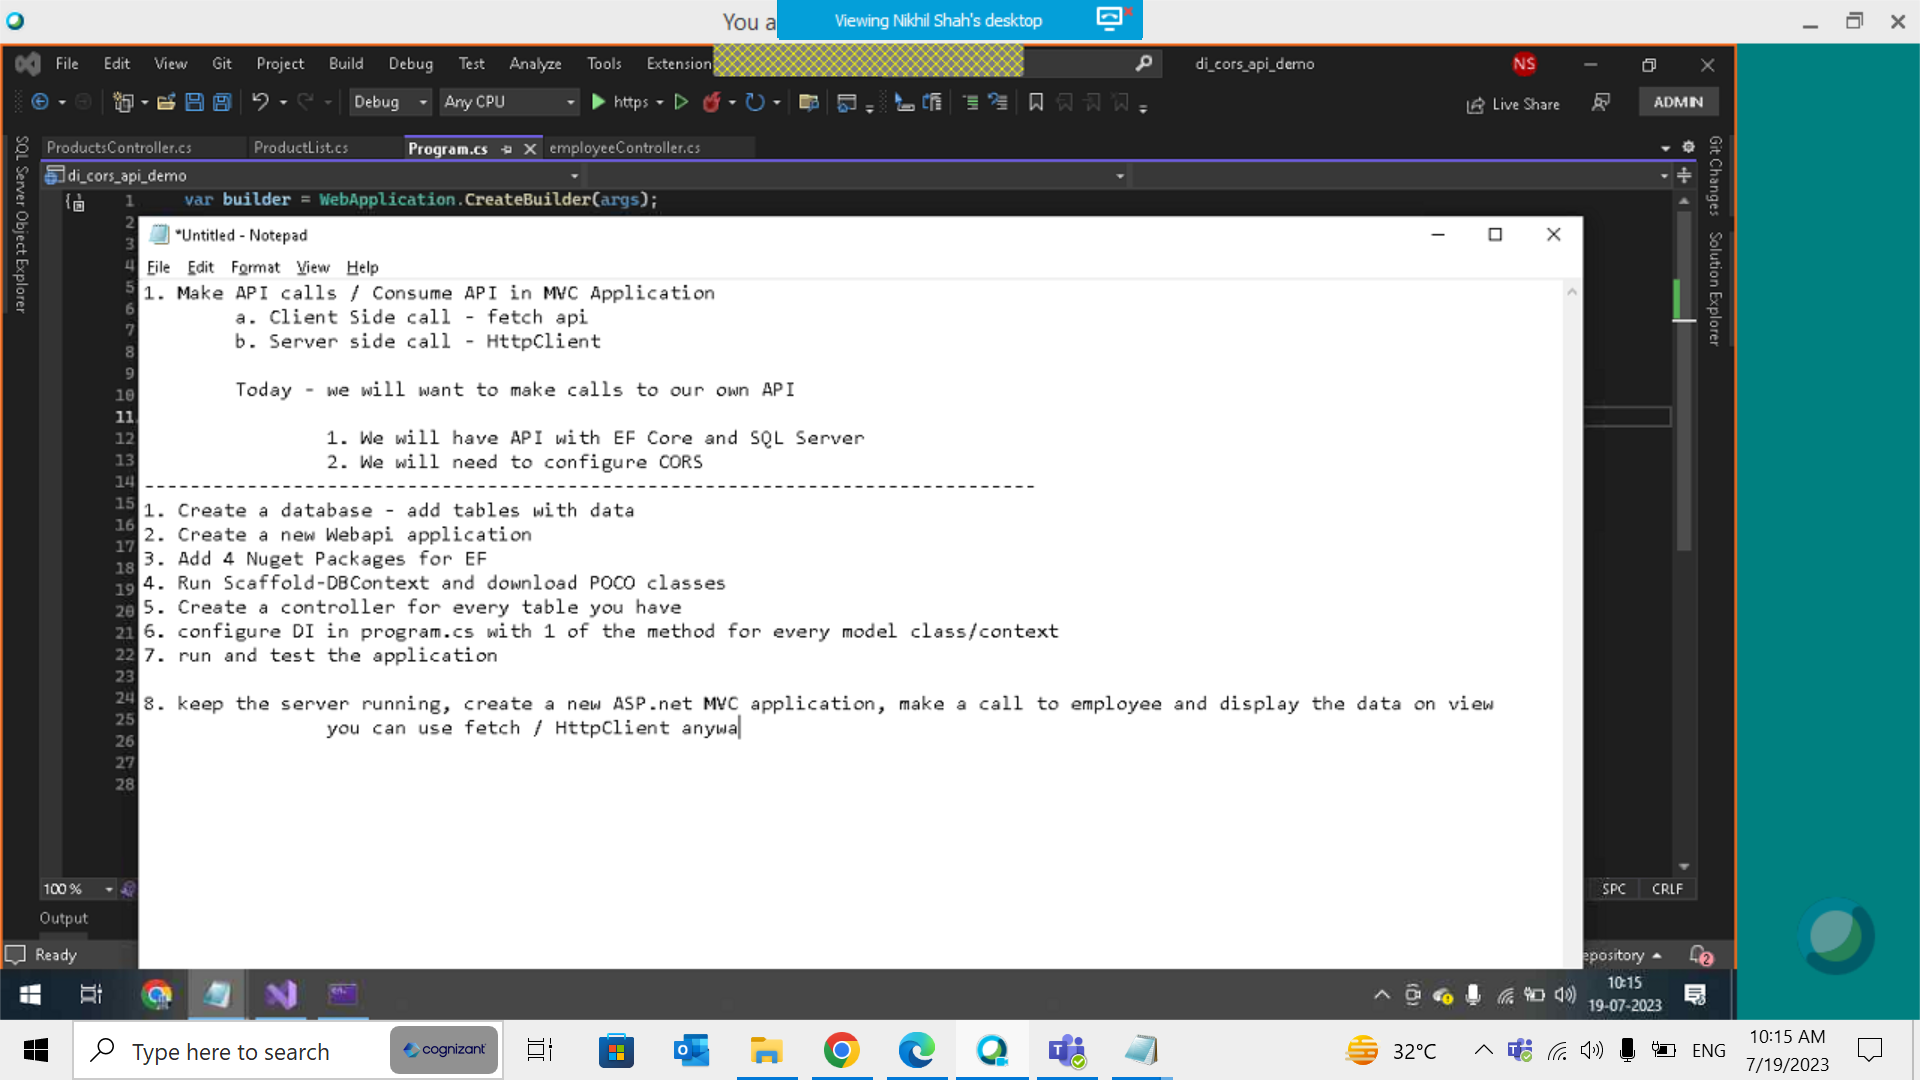 You a
Viewing Nikhil Shah's desktop
File Edit View Git Project Build Debug Test Analyze Tools Extension
di_cors_api_demo
NS
Debug
Any CPU
https
Live Share
ADMIN
SQL Server Object Explorer
ProductsController.cs
ProductList.cs
Program.cs
employeeController.cs
Git Changes
Solution Explorer
di_cors_api_demo
1 var builder = WebApplication.CreateBuilder(args);
2
3
4
5
6
7
8
9
10
11
12
13
14
15
16
17
18
19
20
21
22
23
24
25
26
27
28
*Untitled - Notepad
File Edit Format View Help
1. Make API calls / Consume API in MVC Application
a. Client Side call - fetch api
b. Server side call - HttpClient
Today - we will want to make calls to our own API
1. We will have API with EF Core and SQL Server
2. We will need to configure CORS
------------------------------------------------------------------------------
1. Create a database - add tables with data
2. Create a new Webapi application
3. Add 4 Nuget Packages for EF
4. Run Scaffold-DBContext and download POCO classes
5. Create a controller for every table you have
6. configure DI in program.cs with 1 of the method for every model class/context
7. run and test the application
8. keep the server running, create a new ASP.net MVC application, make a call to employee and display the data on view
you can use fetch / HttpClient anywa
100 %
SPC CRLF
Output
Ready
epository
2
10:15
19-07-2023
Type here to search
cognizant
32°C
ENG
10:15 AM
7/19/2023